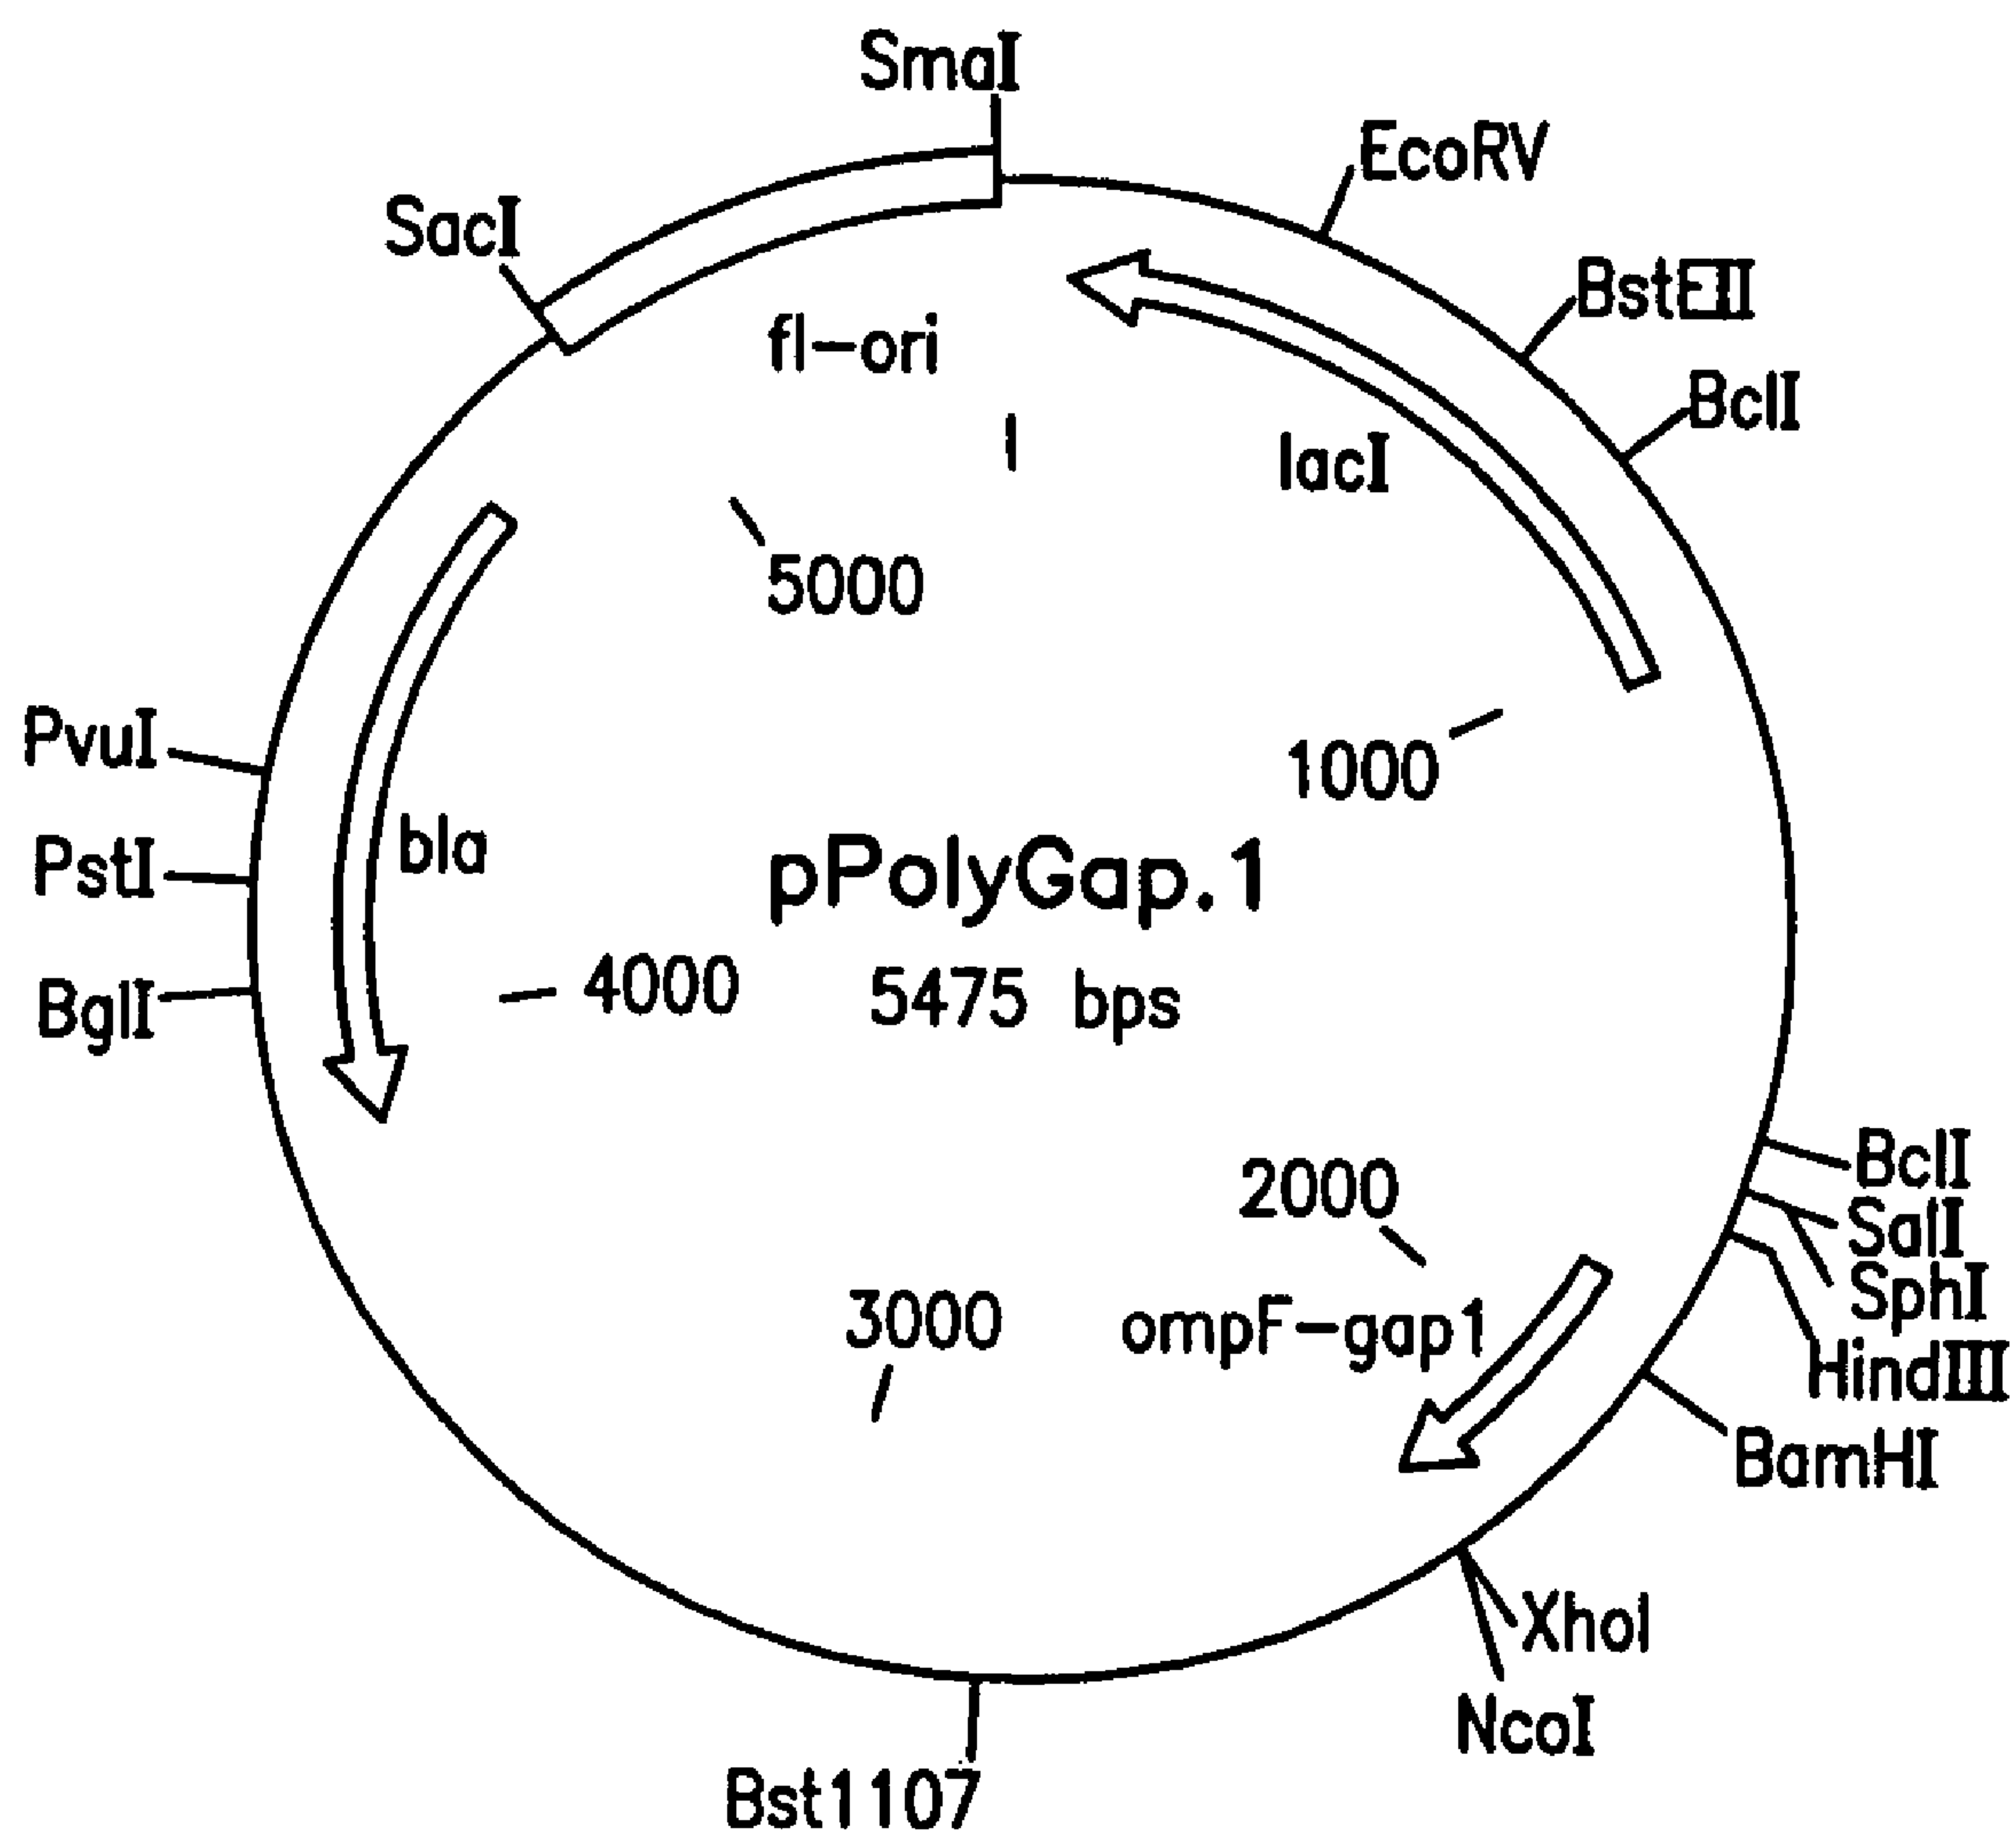 SmaI
EcoRV
SacI
BstEII
fl-ori
BclI
lacI
5000
PvuI
1000
bla
PstI
pPolyGap.1
4000
5475 bps
BglI
BclI
2000
SalI
SphI
3000
ompF-gap1
HindIII
BamHI
XhoI
NcoI
Bst1107